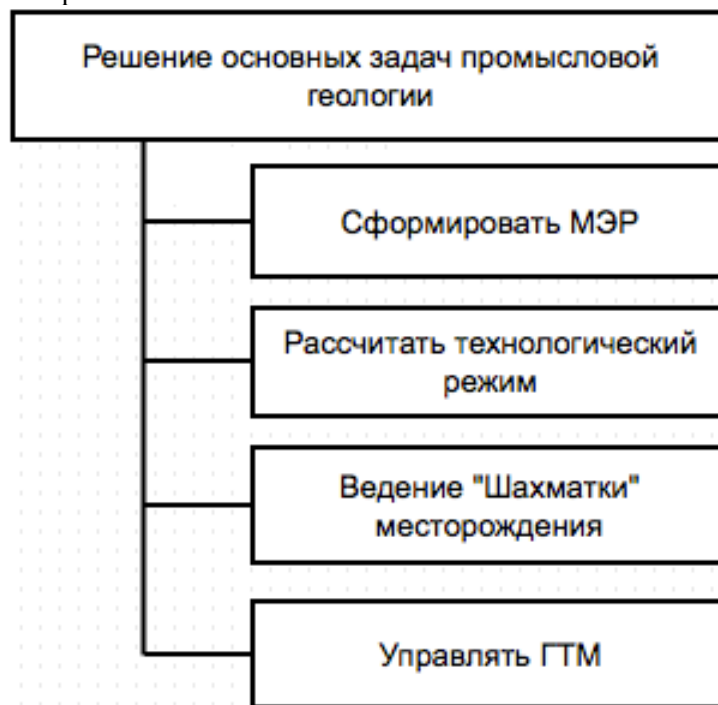 Решение основных задач промысловой
геологии
Сформировать МЭР
Рассчитать технологический
режим
Ведение "Шахматки"
месторождения
Управлять ГТМ